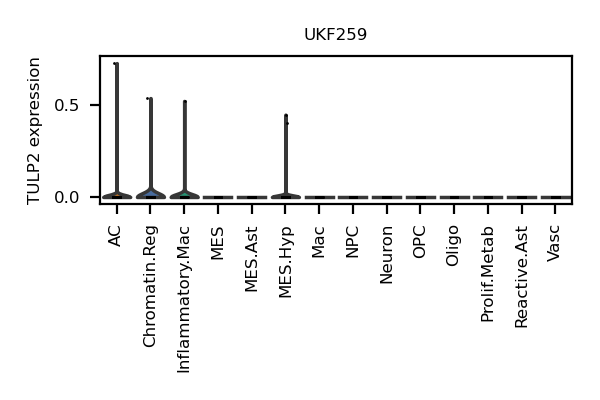 UKF259
TULP2 expression
0.5
0.0
AC
Chromatin.Reg
Inflammatory.Mac
MES
MES.Ast
MES.Hyp
Mac
NPC
Neuron
OPC
Oligo
Prolif.Metab
Reactive.Ast
Vasc